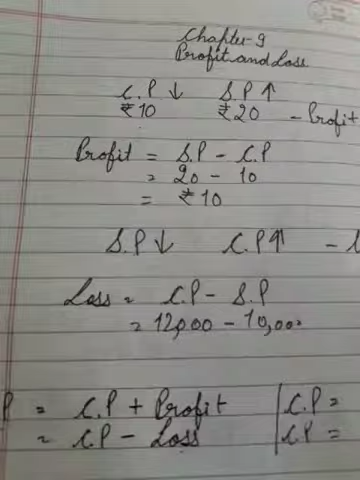 Chapter-9
Profit and Loss
C.P ↓ S.P ↑
₹10 ₹20 - Profit
Profit = S.P - C.P
= 20 - 10
= ₹10
S.P ↓ C.P ↑ -
Loss = C.P - S.P
= 12,000 - 10,000
P = C.P + Profit | C.P =
= C.P - Loss | C.P =